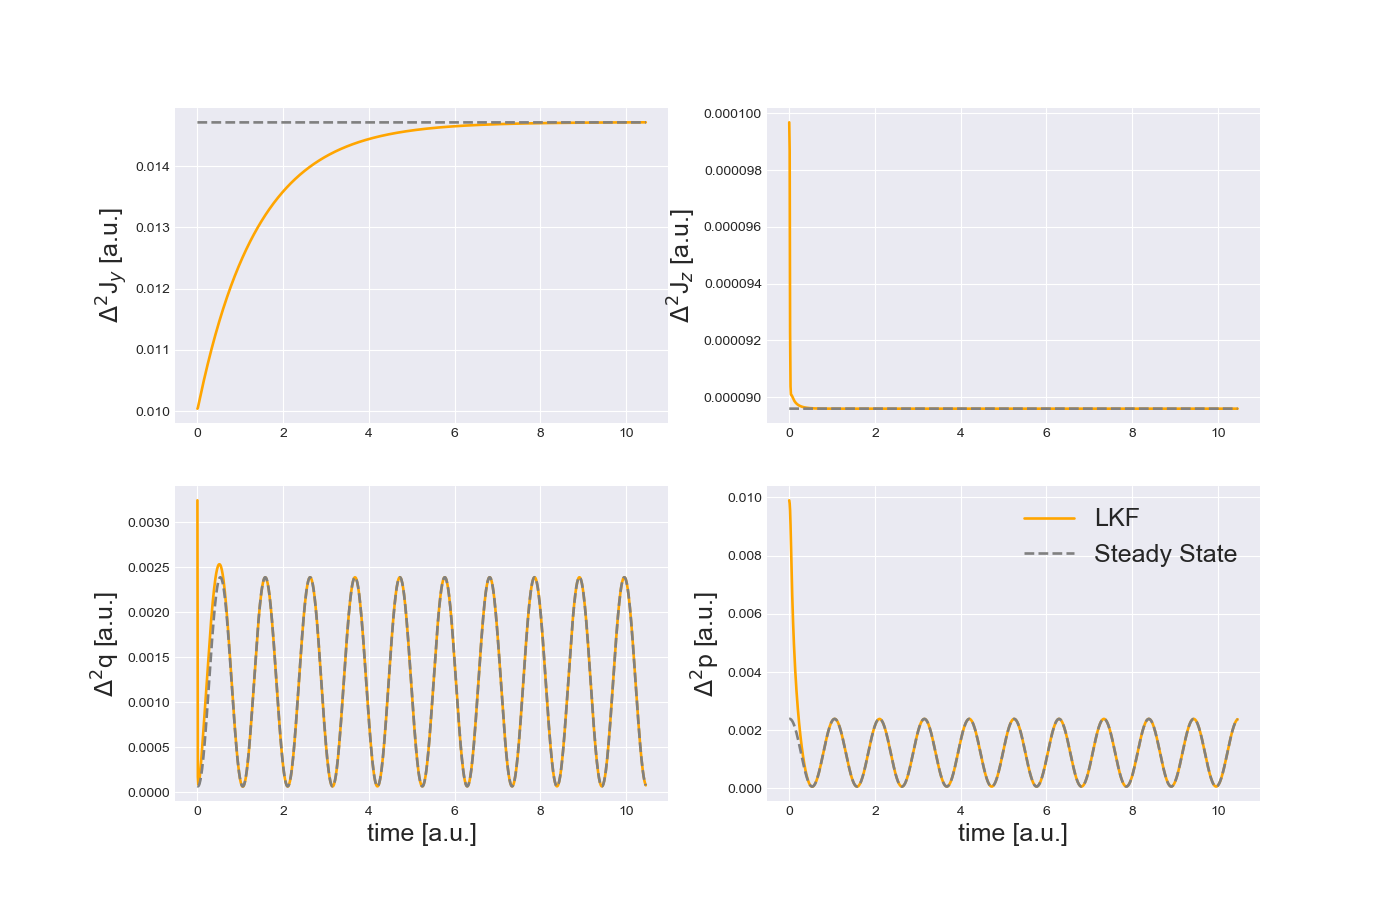 0.014
0.013
0.012
0.011
0.010
Δ²J_y [a.u.]
0 2 4 6 8 10
0.000100
0.000098
0.000096
0.000094
0.000092
0.000090
Δ²J_z [a.u.]
0 2 4 6 8 10
0.0030
0.0025
0.0020
0.0015
0.0010
0.0005
0.0000
Δ²q [a.u.]
0 2 4 6 8 10
time [a.u.]
0.010
0.008
0.006
0.004
0.002
0.000
Δ²p [a.u.]
LKF
Steady State
0 2 4 6 8 10
time [a.u.]